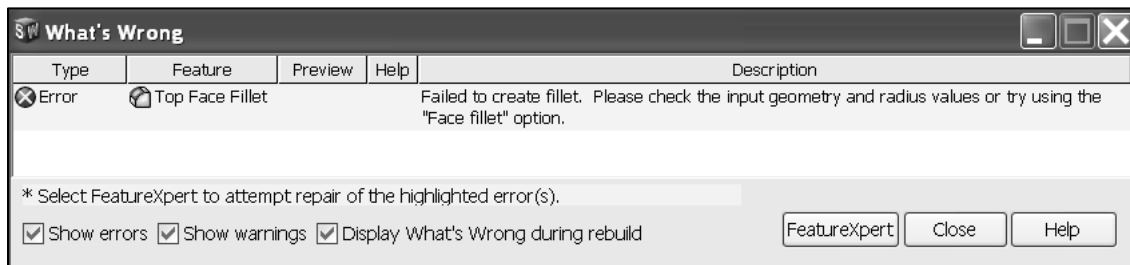 SW What's Wrong
Type Feature Preview Help Description
Error Top Face Fillet Failed to create fillet. Please check the input geometry and radius values or try using the
"Face fillet" option.
* Select FeatureXpert to attempt repair of the highlighted error(s).
Show errors Show warnings Display What's Wrong during rebuild FeatureXpert Close Help